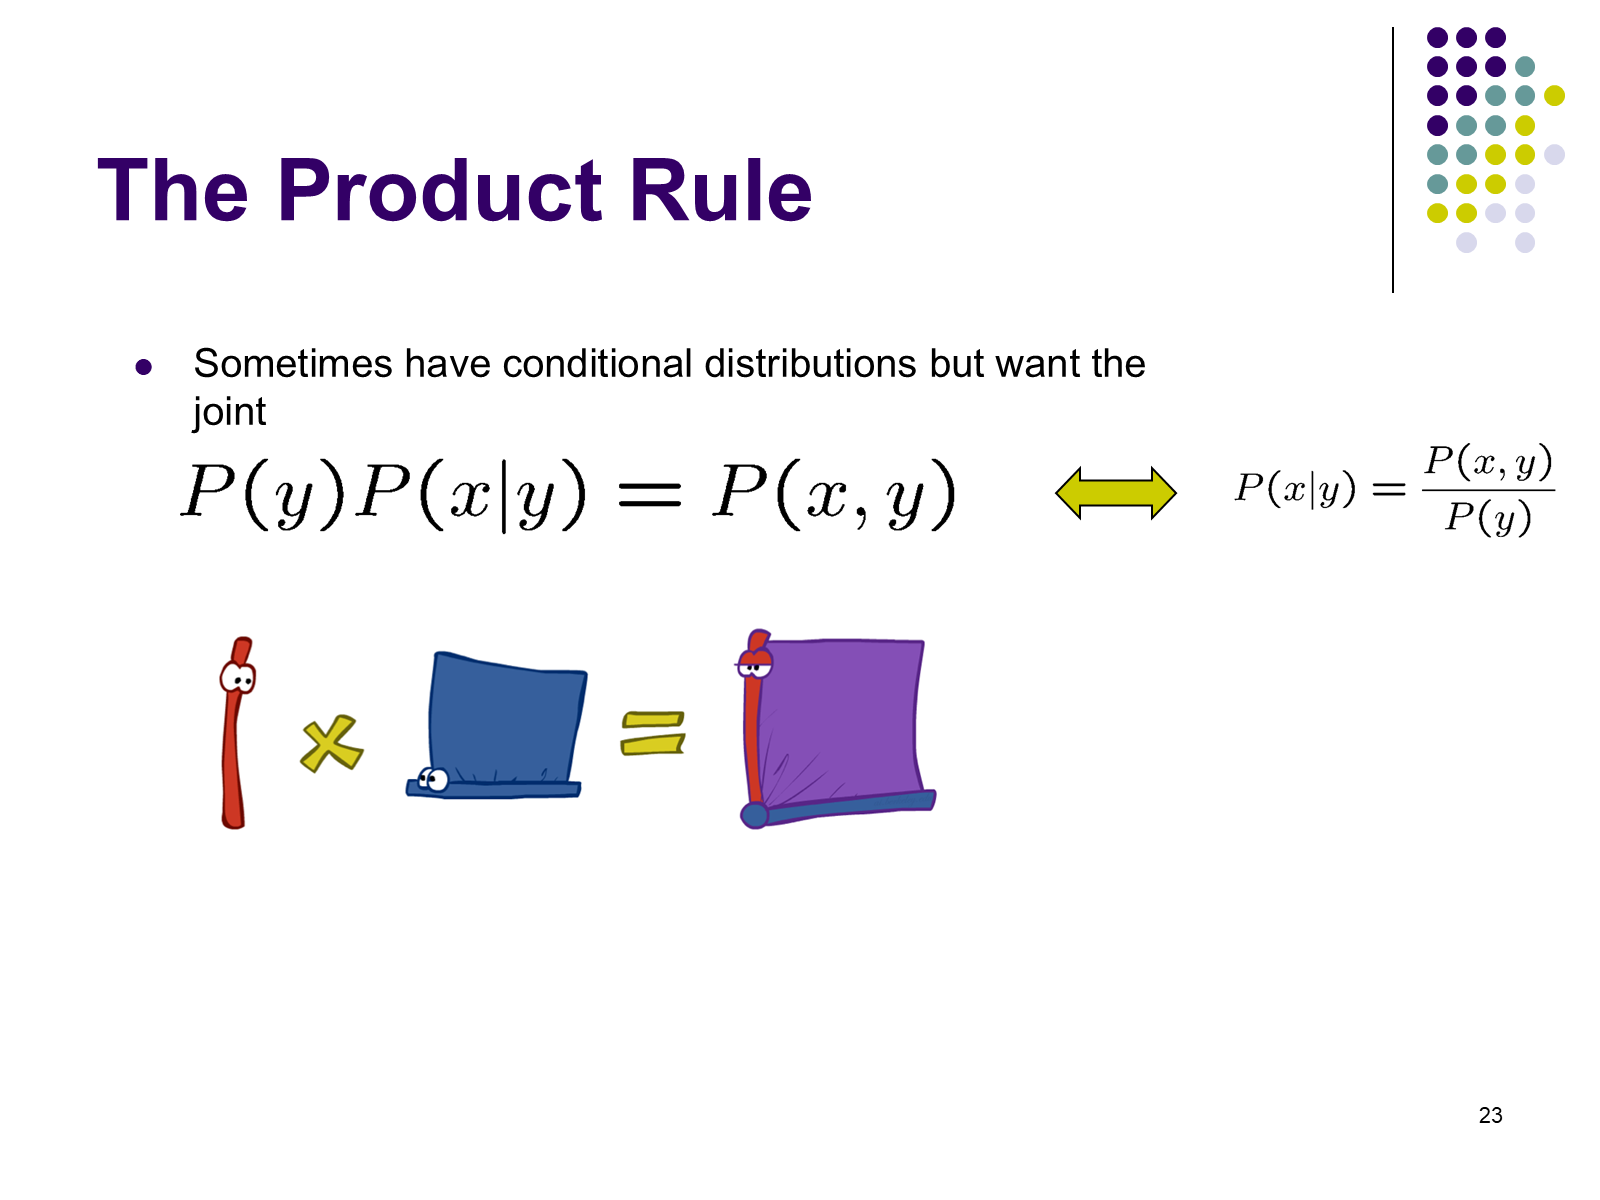 The Product Rule
Sometimes have conditional distributions but want the
joint
P(y)P(x|y) = P(x, y)
P(x|y) = P(x, y) / P(y)
× =
23